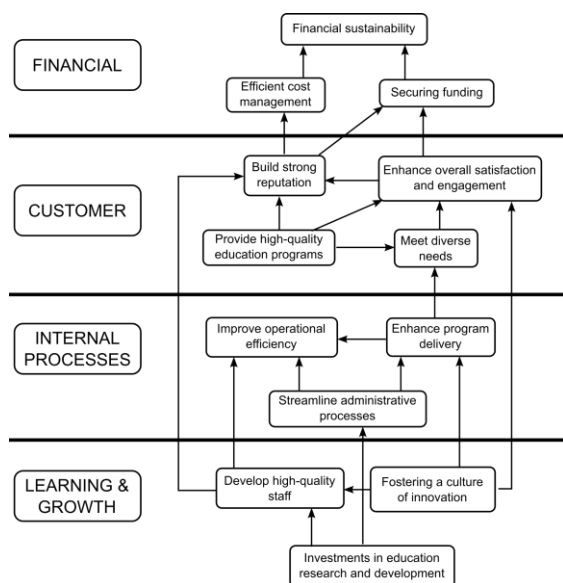 Financial sustainability
FINANCIAL
Efficient cost
management
Securing funding
Build strong
reputation
Enhance overall satisfaction
and engagement
CUSTOMER
Provide high-quality
education programs
Meet diverse
needs
INTERNAL
PROCESSES
Improve operational
efficiency
Enhance program
delivery
Streamline administrative
processes
LEARNING &
GROWTH
Develop high-quality
staff
Fostering a culture
of innovation
Investments in education
research and development